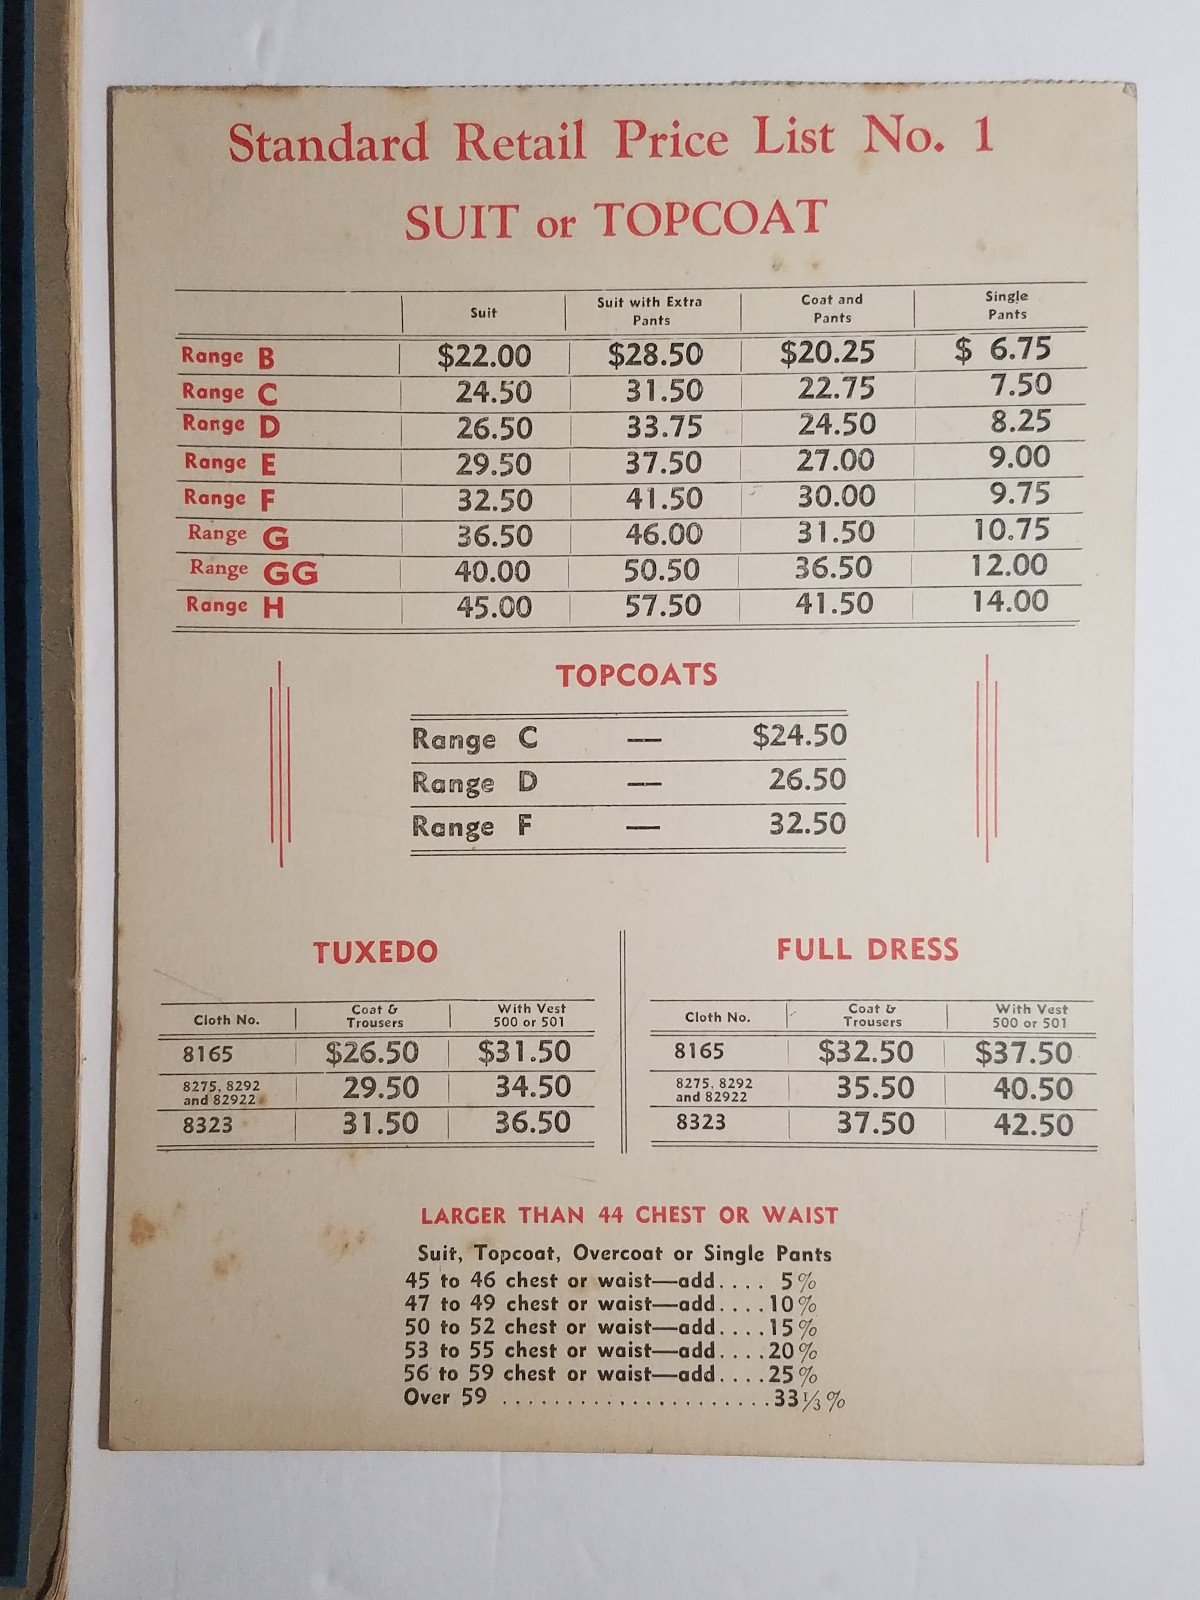 Standard Retail Price List No. 1
SUIT or TOPCOAT
Suit | Suit with Extra Pants | Coat and Pants | Single Pants
Range B $22.00 $28.50 $20.25 $ 6.75
Range C 24.50 31.50 22.75 7.50
Range D 26.50 33.75 24.50 8.25
Range E 29.50 37.50 27.00 9.00
Range F 32.50 41.50 30.00 9.75
Range G 36.50 46.00 31.50 10.75
Range GG 40.00 50.50 36.50 12.00
Range H 45.00 57.50 41.50 14.00
TOPCOATS
Range C — $24.50
Range D — 26.50
Range F — 32.50
TUXEDO
Cloth No. | Coat & Trousers | With Vest 500 or 501
8165 $26.50 $31.50
8275, 8292 and 82922 29.50 34.50
8323 31.50 36.50
FULL DRESS
Cloth No. | Coat & Trousers | With Vest 500 or 501
8165 $32.50 $37.50
8275, 8292 and 82922 35.50 40.50
8323 37.50 42.50
LARGER THAN 44 CHEST OR WAIST
Suit, Topcoat, Overcoat or Single Pants
45 to 46 chest or waist—add.... 5%
47 to 49 chest or waist—add....10%
50 to 52 chest or waist—add....15%
53 to 55 chest or waist—add....20%
56 to 59 chest or waist—add....25%
Over 59 .....................33⅓%